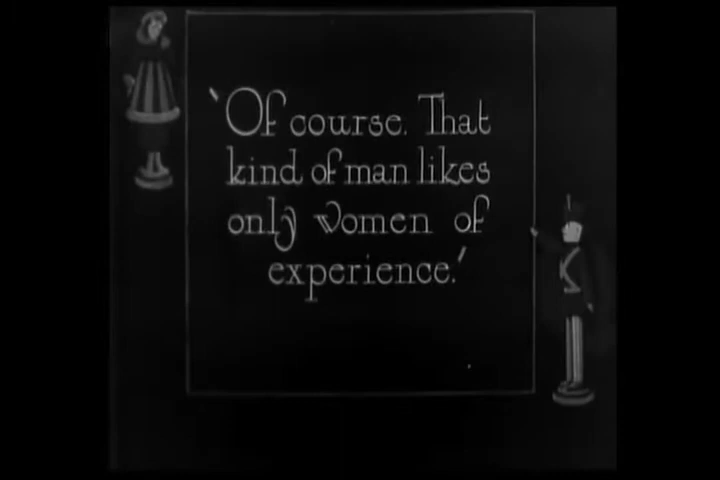 'Of course. That
kind of man likes
only women of
experience.'